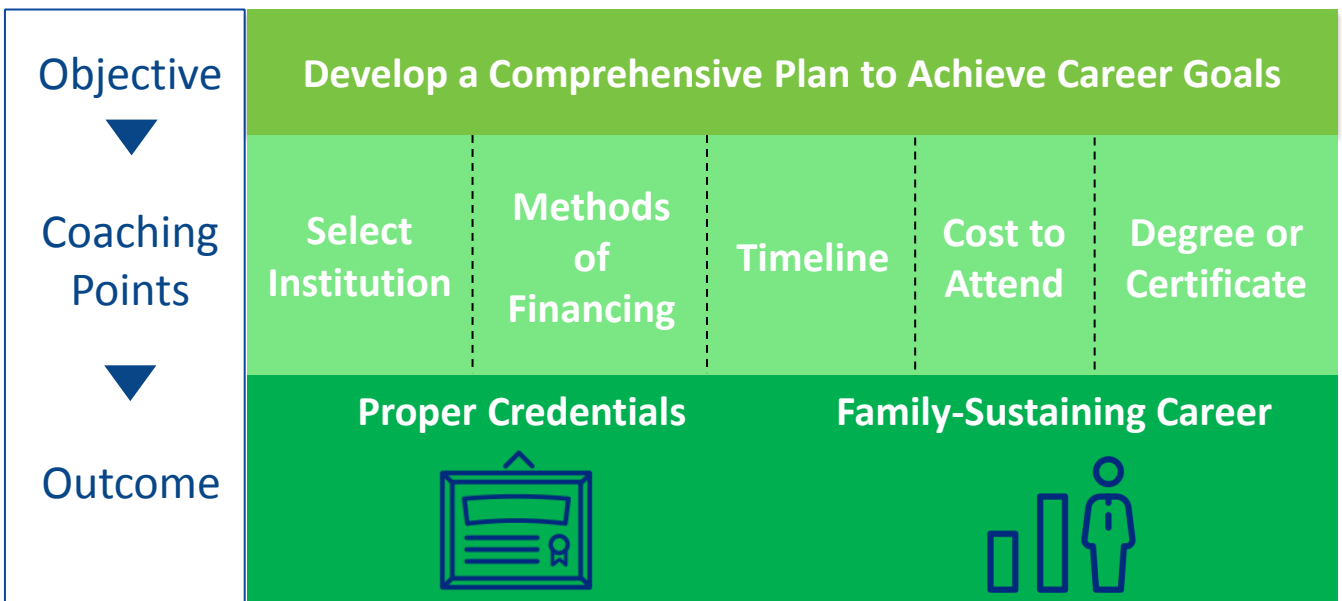 Objective
Develop a Comprehensive Plan to Achieve Career Goals
Coaching
Points
Select
Institution
Methods
of
Financing
Timeline
Cost to
Attend
Degree or
Certificate
Outcome
Proper Credentials
Family-Sustaining Career